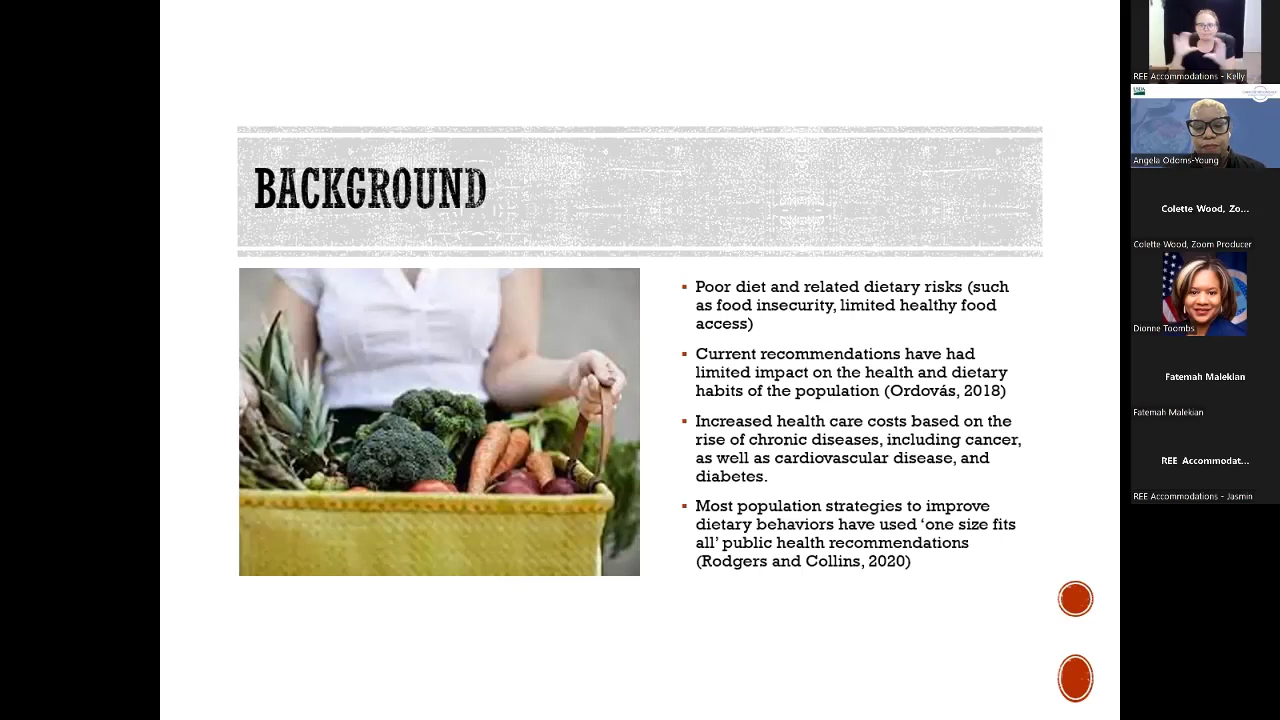 BACKGROUND
Poor diet and related dietary risks (such
as food insecurity, limited healthy food
access)
Current recommendations have had
limited impact on the health and dietary
habits of the population (Ordovás, 2018)
Increased health care costs based on the
rise of chronic diseases, including cancer,
as well as cardiovascular disease, and
diabetes.
Most population strategies to improve
dietary behaviors have used ‘one size fits
all’ public health recommendations
(Rodgers and Collins, 2020)
REE Accommodations - Kelly
USDA
Angela Odoms-Young
Colette Wood, Zo...
Colette Wood, Zoom Producer
Dionne Toombs
Fatemah Malekian
Fatemah Malekian
REE Accommodat...
REE Accommodations - Jasmin